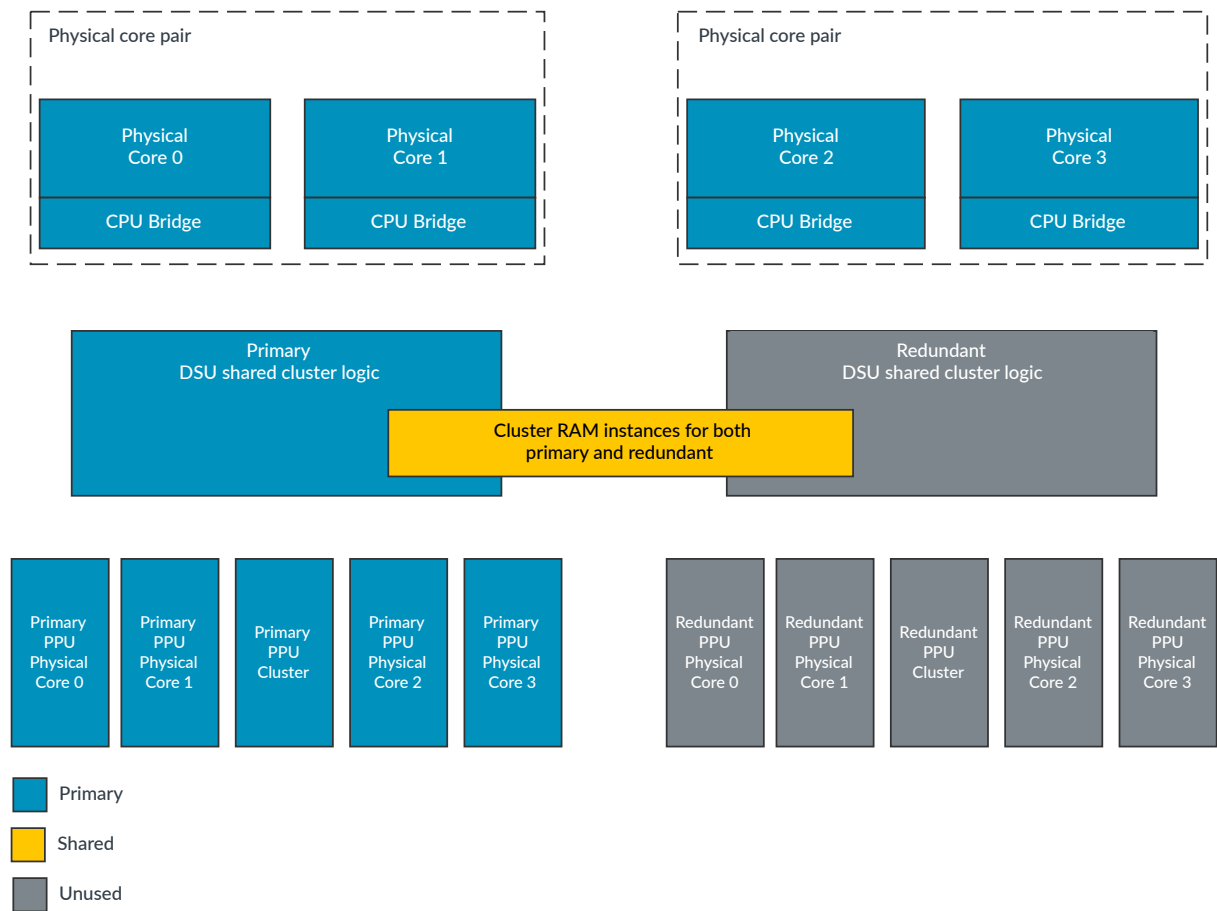 Physical core pair
Physical core pair
Physical
Core 0
Physical
Core 1
Physical
Core 2
Physical
Core 3
CPU Bridge
CPU Bridge
CPU Bridge
CPU Bridge
Primary
DSU shared cluster logic
Redundant
DSU shared cluster logic
Cluster RAM instances for both
primary and redundant
Primary
PPU
Physical
Core 0
Primary
PPU
Physical
Core 1
Primary
PPU
Cluster
Primary
PPU
Physical
Core 2
Primary
PPU
Physical
Core 3
Redundant
PPU
Physical
Core 0
Redundant
PPU
Physical
Core 1
Redundant
PPU
Cluster
Redundant
PPU
Physical
Core 2
Redundant
PPU
Physical
Core 3
Primary
Shared
Unused